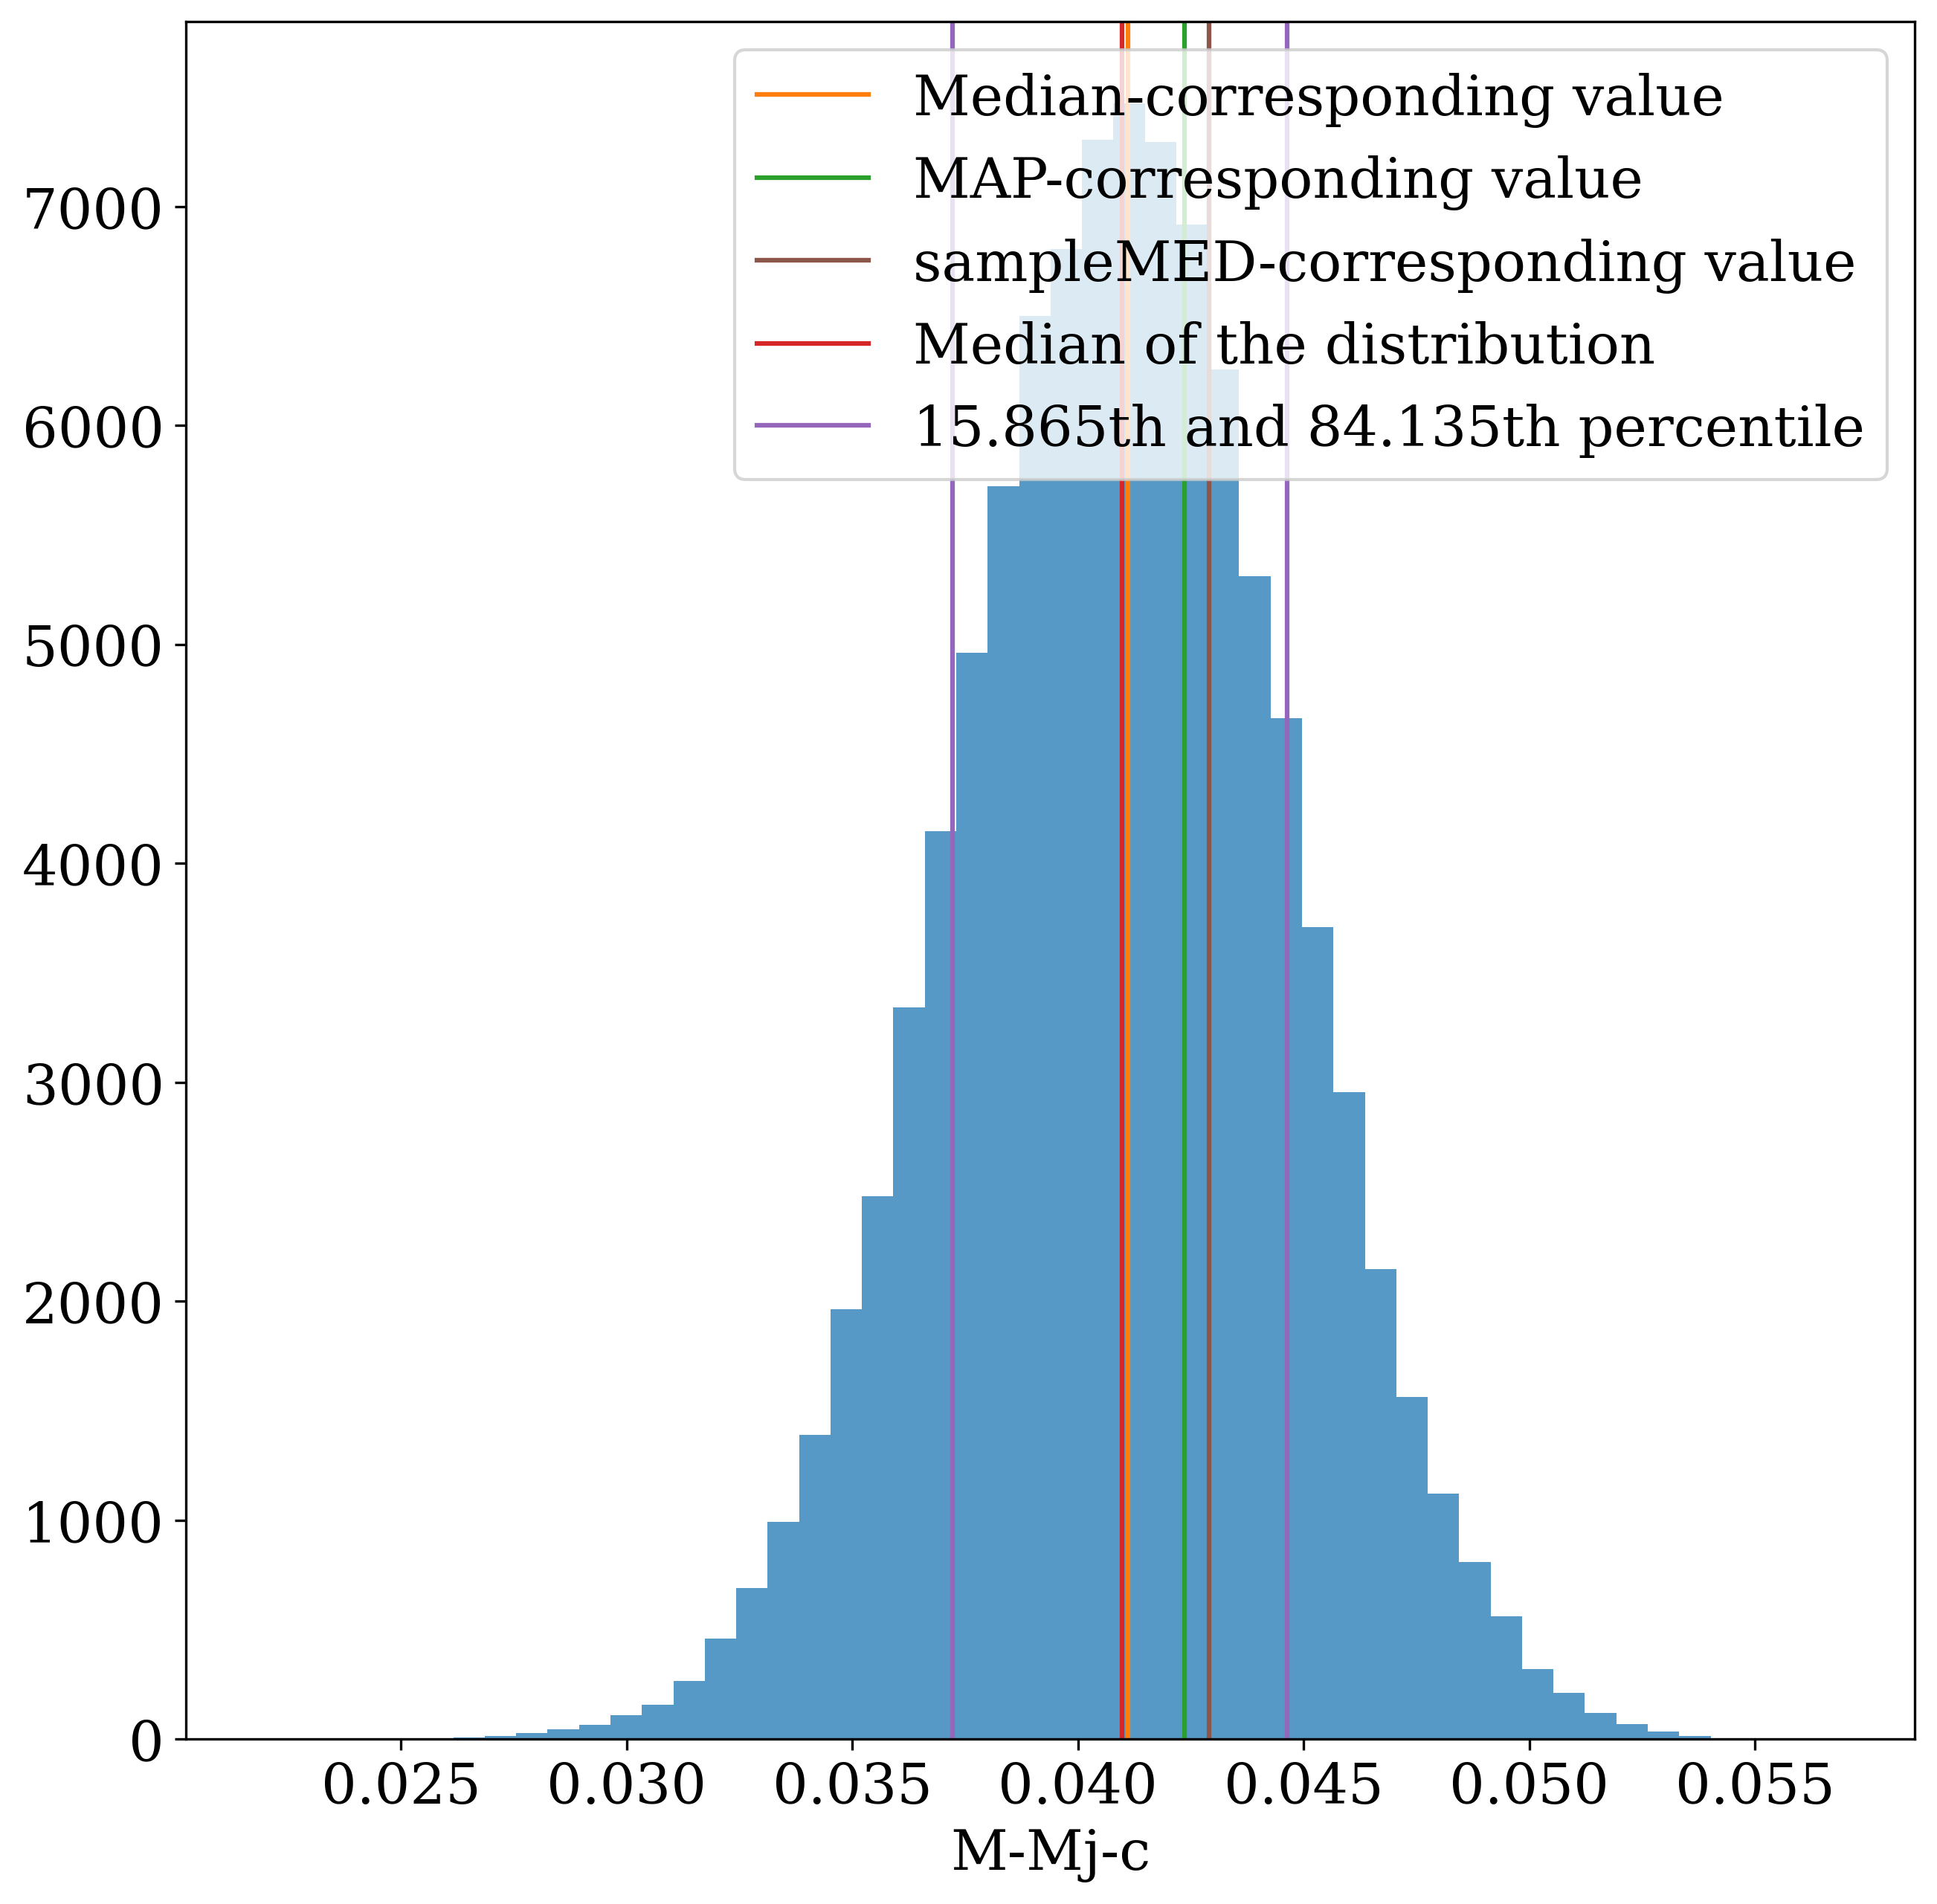 Median-corresponding value
MAP-corresponding value
sampleMED-corresponding value
Median of the distribution
15.865th and 84.135th percentile
7000
6000
5000
4000
3000
2000
1000
0
0.025 0.030 0.035 0.040 0.045 0.050 0.055
M-Mj-c